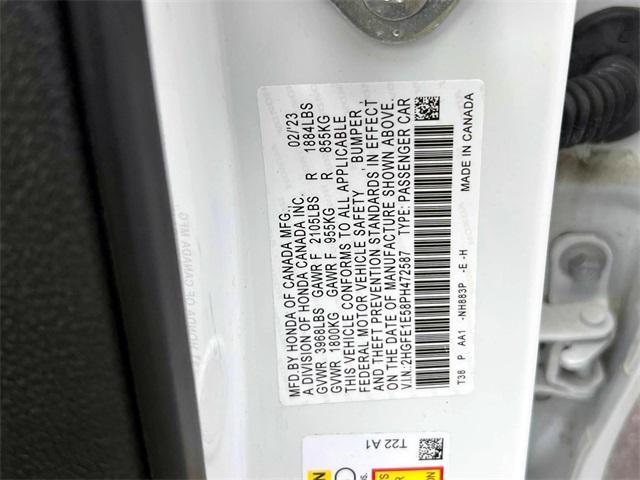 MFD.BY HONDA OF CANADA MFG., 02/'23
A DIVISION OF HONDA CANADA INC.
GVWR 3968LBS GAWR F 2105LBS R 1884LBS
GVWR 1800KG GAWR F 955KG R 855KG
THIS VEHICLE CONFORMS TO ALL APPLICABLE
FEDERAL MOTOR VEHICLE SAFETY BUMPER,
AND THEFT PREVENTION STANDARDS IN EFFECT
ON THE DATE OF MANUFACTURE SHOWN ABOVE.
V.I.N:2HGFE1E58PH472587 TYPE: PASSENGER CAR
T38 P AA1 -NH883P -E -H MADE IN CANADA
T22 A1